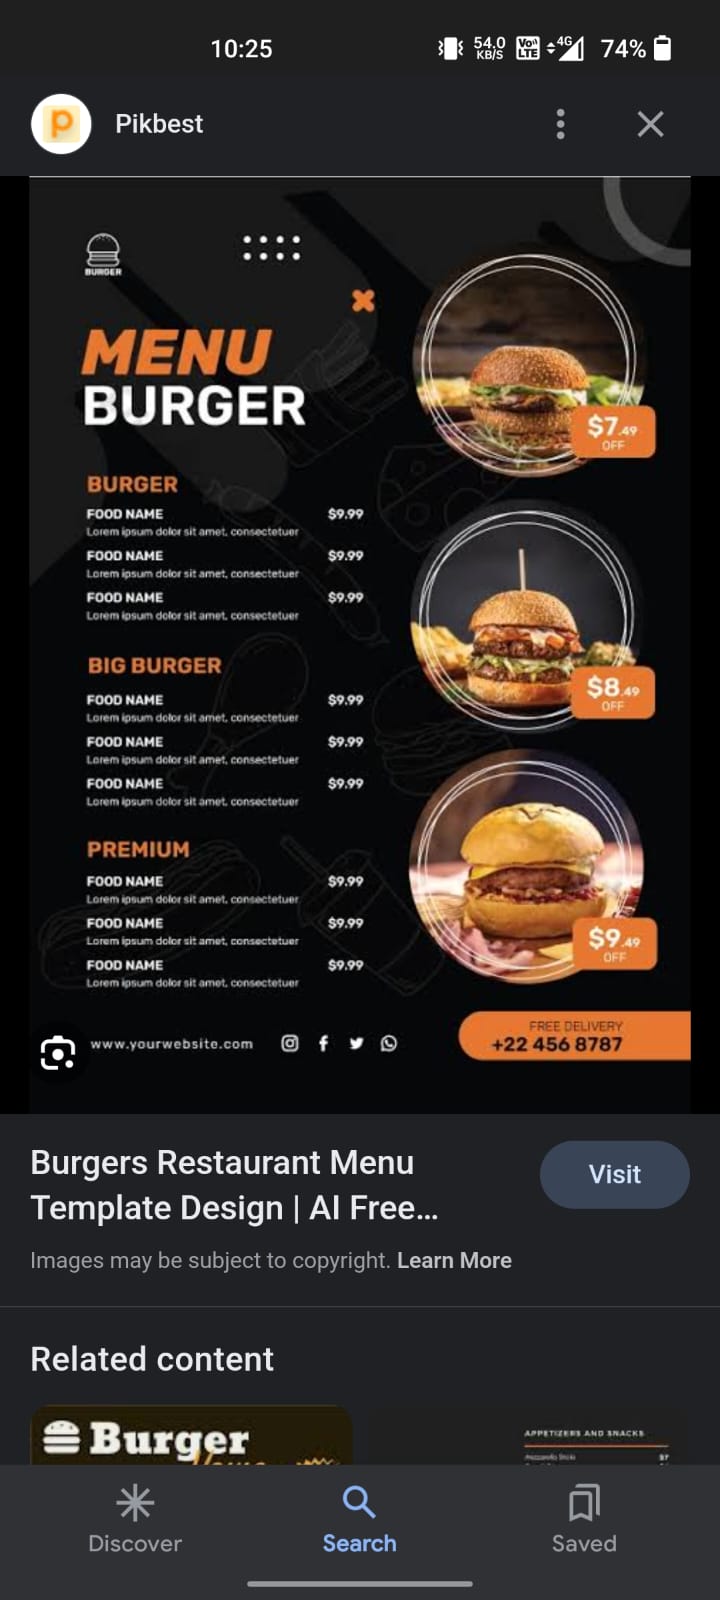 10:25
54.0
KB/S
Vo))
LTE
4G
74%
P
Pikbest
BURGER
MENU
BURGER
$7.49
OFF
BURGER
FOOD NAME $9.99
Lorem ipsum dolor sit amet, consectetuer
FOOD NAME $9.99
Lorem ipsum dolor sit amet, consectetuer
FOOD NAME $9.99
Lorem ipsum dolor sit amet, consectetuer
$8.49
OFF
BIG BURGER
FOOD NAME $9.99
Lorem ipsum dolor sit amet, consectetuer
FOOD NAME $9.99
Lorem ipsum dolor sit amet, consectetuer
FOOD NAME $9.99
Lorem ipsum dolor sit amet, consectetuer
PREMIUM
FOOD NAME $9.99
Lorem ipsum dolor sit amet, consectetuer
FOOD NAME $9.99
Lorem ipsum dolor sit amet, consectetuer
FOOD NAME $9.99
Lorem ipsum dolor sit amet, consectetuer
$9.49
OFF
www.yourwebsite.com
FREE DELIVERY
+22 456 8787
Burgers Restaurant Menu
Template Design | AI Free...
Visit
Images may be subject to copyright. Learn More
Related content
Burger
APPETIZERS AND SNACKS
Mozzarella Sticks $7
Discover
Search
Saved